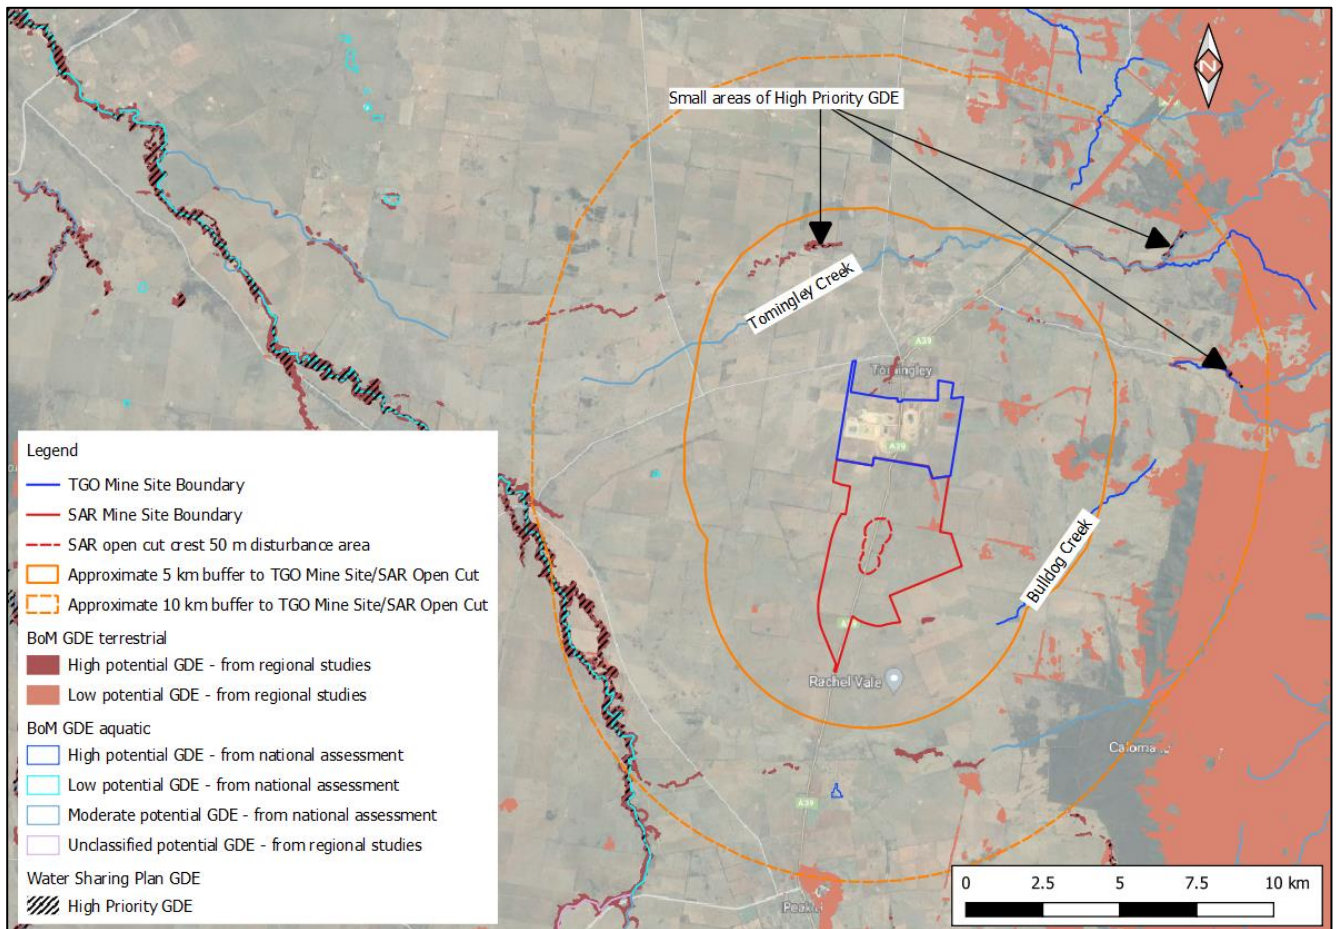 N
Small areas of High Priority GDE
Tomingley Creek
A39
Tomingley
A39
Bulldog Creek
A39
Rachel Vale
Caloma
A39
Peak
Legend
TGO Mine Site Boundary
SAR Mine Site Boundary
SAR open cut crest 50 m disturbance area
Approximate 5 km buffer to TGO Mine Site/SAR Open Cut
Approximate 10 km buffer to TGO Mine Site/SAR Open Cut
BoM GDE terrestrial
High potential GDE - from regional studies
Low potential GDE - from regional studies
BoM GDE aquatic
High potential GDE - from national assessment
Low potential GDE - from national assessment
Moderate potential GDE - from national assessment
Unclassified potential GDE - from regional studies
Water Sharing Plan GDE
High Priority GDE
0 2.5 5 7.5 10 km